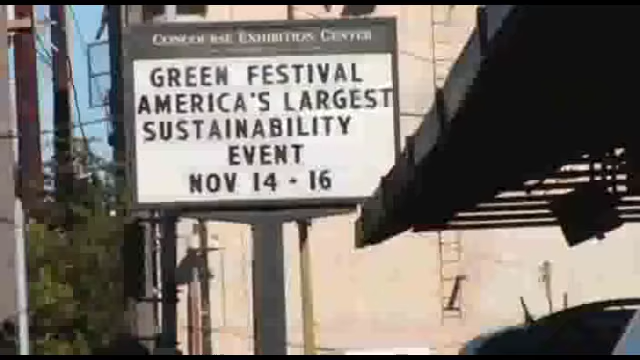 CONCOURSE EXHIBITION CENTER
GREEN FESTIVAL
AMERICA'S LARGEST
SUSTAINABILITY
EVENT
NOV 14 - 16